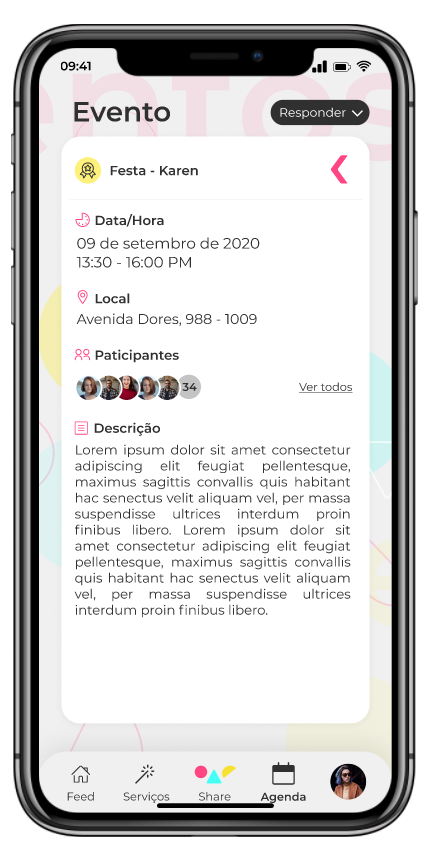 09:41
entos
Evento
Responder
Festa - Karen
Data/Hora
09 de setembro de 2020
13:30 - 16:00 PM
Local
Avenida Dores, 988 - 1009
Paticipantes
34
Ver todos
Descrição
Lorem ipsum dolor sit amet consectetur
adipiscing elit feugiat pellentesque,
maximus sagittis convallis quis habitant
hac senectus velit aliquam vel, per massa
suspendisse ultrices interdum proin
finibus libero. Lorem ipsum dolor sit
amet consectetur adipiscing elit feugiat
pellentesque, maximus sagittis convallis
quis habitant hac senectus velit aliquam
vel, per massa suspendisse ultrices
interdum proin finibus libero.
Feed
Serviços
Share
Agenda